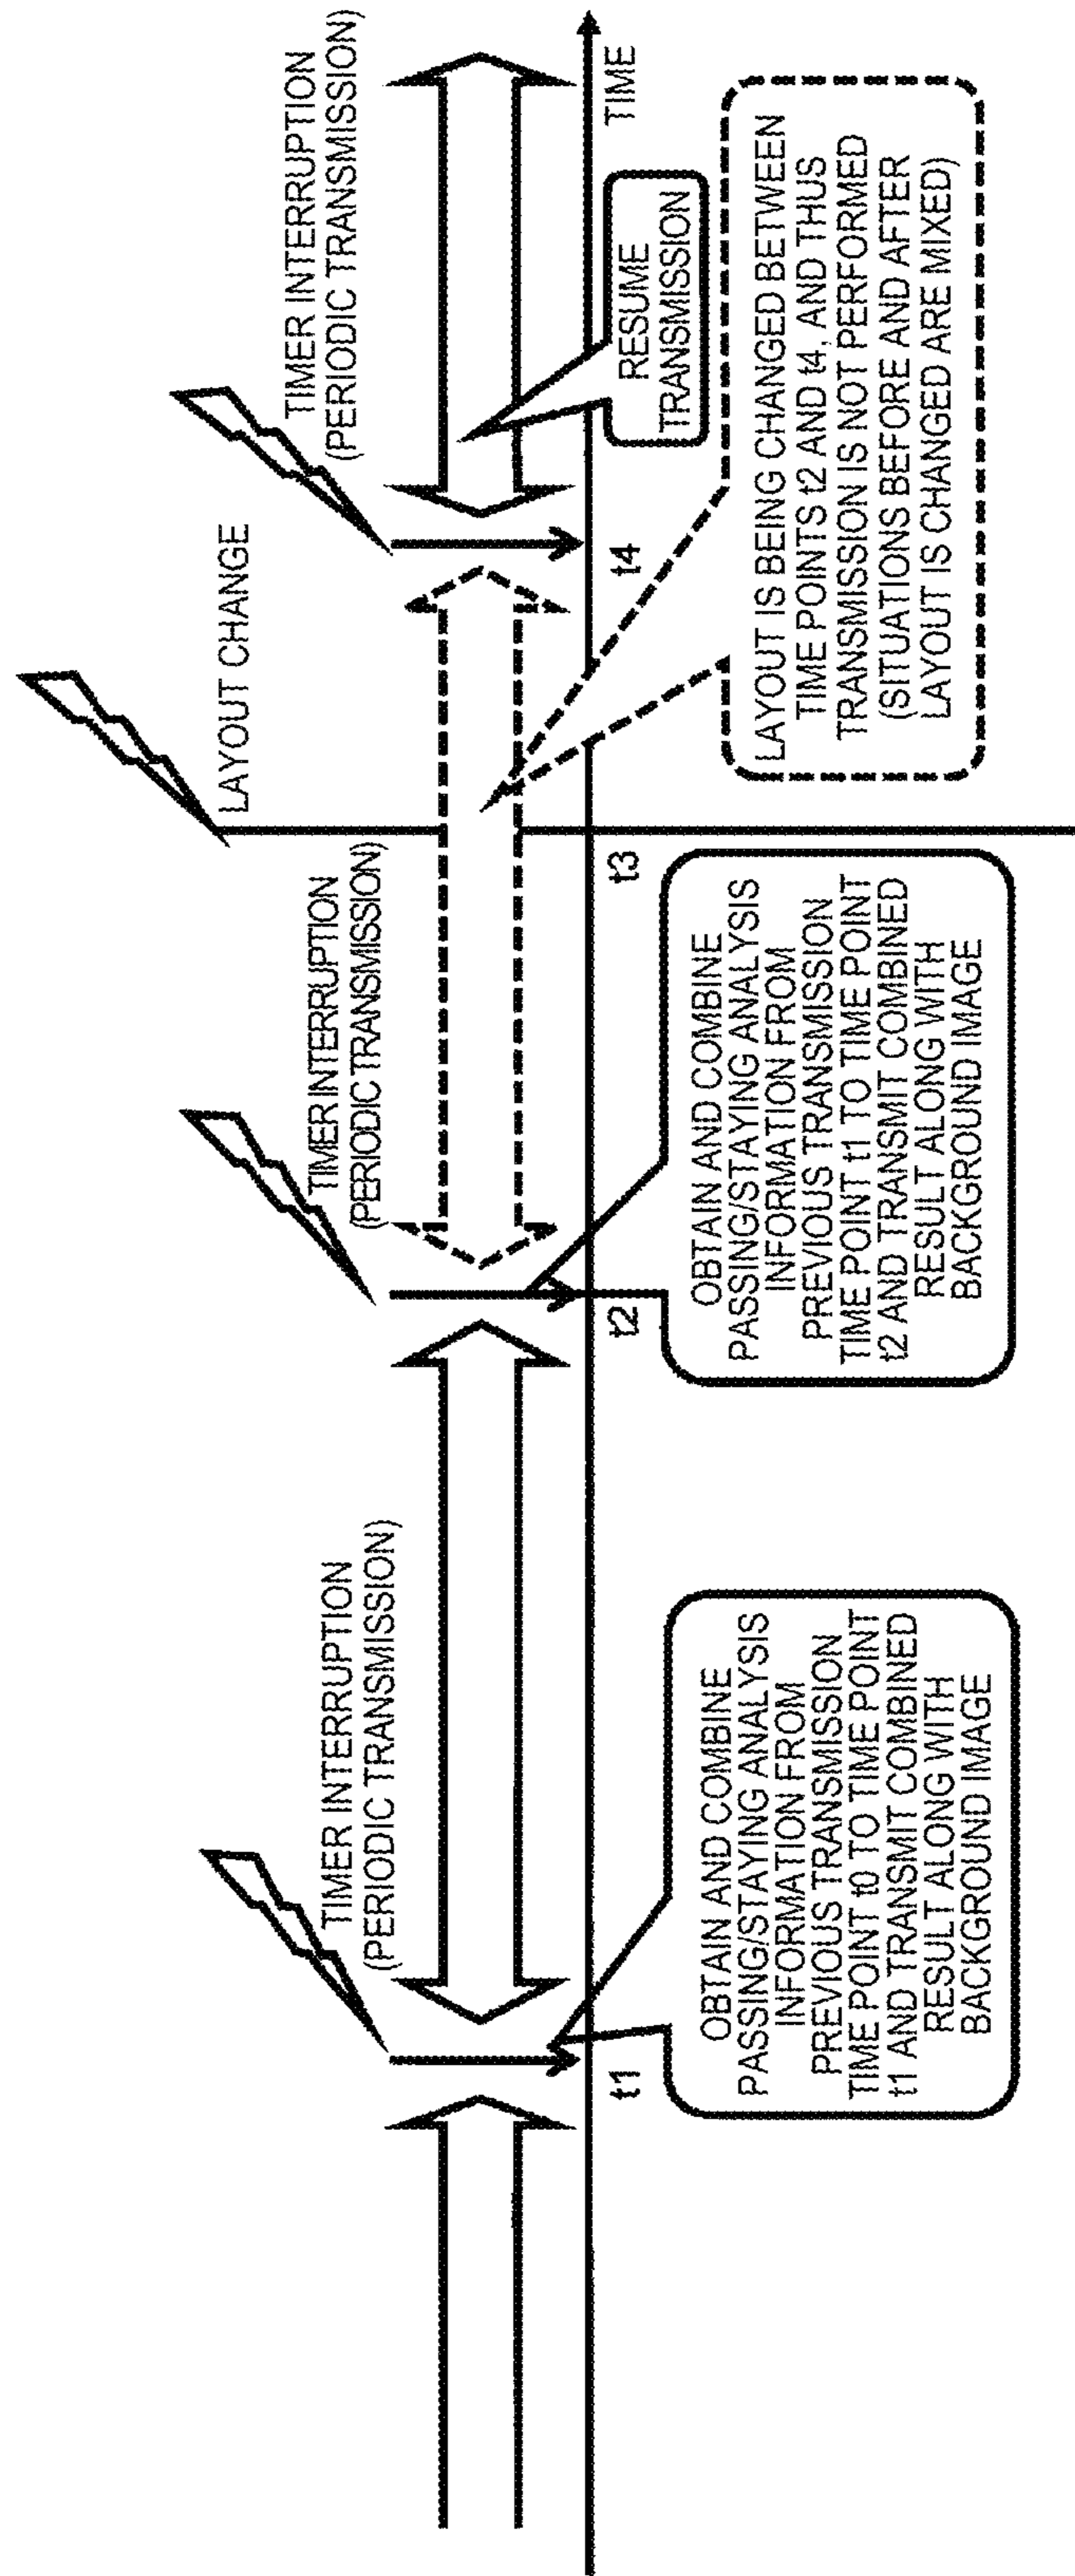 TIMER INTERRUPTION
(PERIODIC TRANSMISSION)
TIMER INTERRUPTION
(PERIODIC TRANSMISSION)
LAYOUT CHANGE
TIMER INTERRUPTION
(PERIODIC TRANSMISSION)
t1
t2
t3
t4
TIME
OBTAIN AND COMBINE
PASSING/STAYING ANALYSIS
INFORMATION FROM
PREVIOUS TRANSMISSION
TIME POINT t0 TO TIME POINT
t1 AND TRANSMIT COMBINED
RESULT ALONG WITH
BACKGROUND IMAGE
OBTAIN AND COMBINE
PASSING/STAYING ANALYSIS
INFORMATION FROM
PREVIOUS TRANSMISSION
TIME POINT t1 TO TIME POINT
t2 AND TRANSMIT COMBINED
RESULT ALONG WITH
BACKGROUND IMAGE
RESUME
TRANSMISSION
LAYOUT IS BEING CHANGED BETWEEN
TIME POINTS t2 AND t4, AND THUS
TRANSMISSION IS NOT PERFORMED
(SITUATIONS BEFORE AND AFTER
LAYOUT IS CHANGED ARE MIXED)